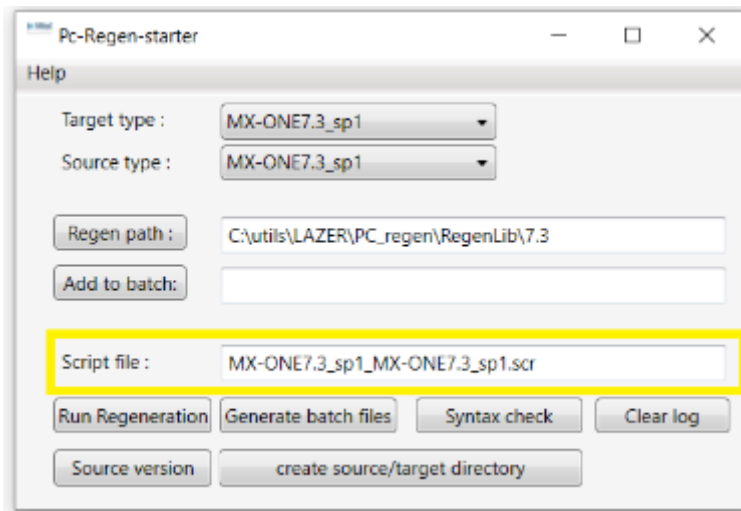 Pc-Regen-starter
Help
Target type : MX-ONE7.3_sp1
Source type : MX-ONE7.3_sp1
Regen path : C:\utils\LAZER\PC_regen\RegenLib\7.3
Add to batch:
Script file : MX-ONE7.3_sp1_MX-ONE7.3_sp1.scr
Run Regeneration Generate batch files Syntax check Clear log
Source version create source/target directory